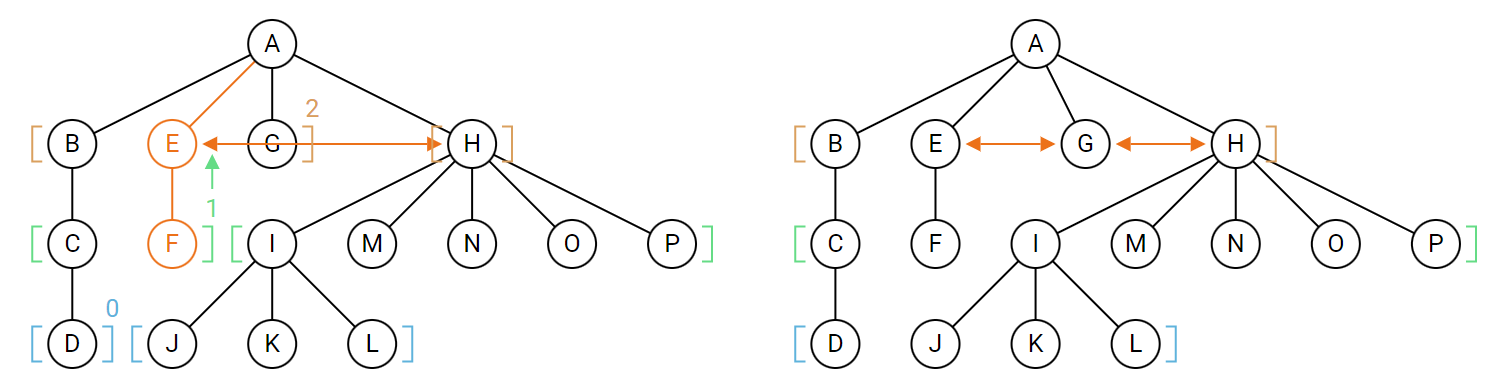 A A
2
B E G H B E G H
1
C F I M N O P C F I M N O P
0
D J K L D J K L